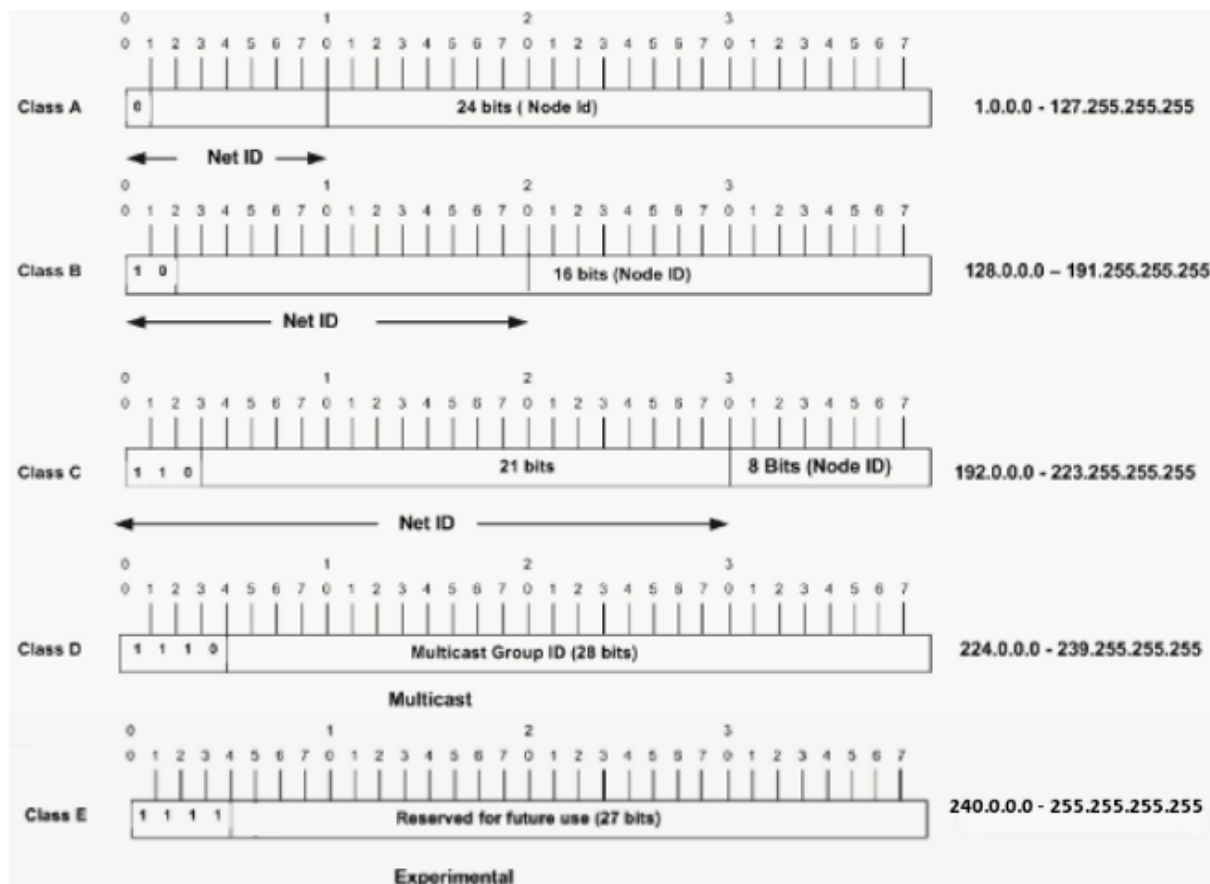 0 1 2 3
0 1 2 3 4 5 6 7 0 1 2 3 4 5 6 7 0 1 2 3 4 5 6 7 0 1 2 3 4 5 6 7
Class A 0 24 bits ( Node Id) 1.0.0.0 - 127.255.255.255
Net ID
0 1 2 3
0 1 2 3 4 5 6 7 0 1 2 3 4 5 6 7 0 1 2 3 4 5 6 7 0 1 2 3 4 5 6 7
Class B 1 0 16 bits (Node ID) 128.0.0.0 – 191.255.255.255
Net ID
0 1 2 3
0 1 2 3 4 5 6 7 0 1 2 3 4 5 6 7 0 1 2 3 4 5 6 7 0 1 2 3 4 5 6 7
Class C 1 1 0 21 bits 8 Bits (Node ID) 192.0.0.0 - 223.255.255.255
Net ID
0 1 2 3
0 1 2 3 4 5 6 7 0 1 2 3 4 5 6 7 0 1 2 3 4 5 6 7 0 1 2 3 4 5 6 7
Class D 1 1 1 0 Multicast Group ID (28 bits) 224.0.0.0 - 239.255.255.255
Multicast
0 1 2 3
0 1 2 3 4 5 6 7 0 1 2 3 4 5 6 7 0 1 2 3 4 5 6 7 0 1 2 3 4 5 6 7
Class E 1 1 1 1 Reserved for future use (27 bits) 240.0.0.0 - 255.255.255.255
Experimental